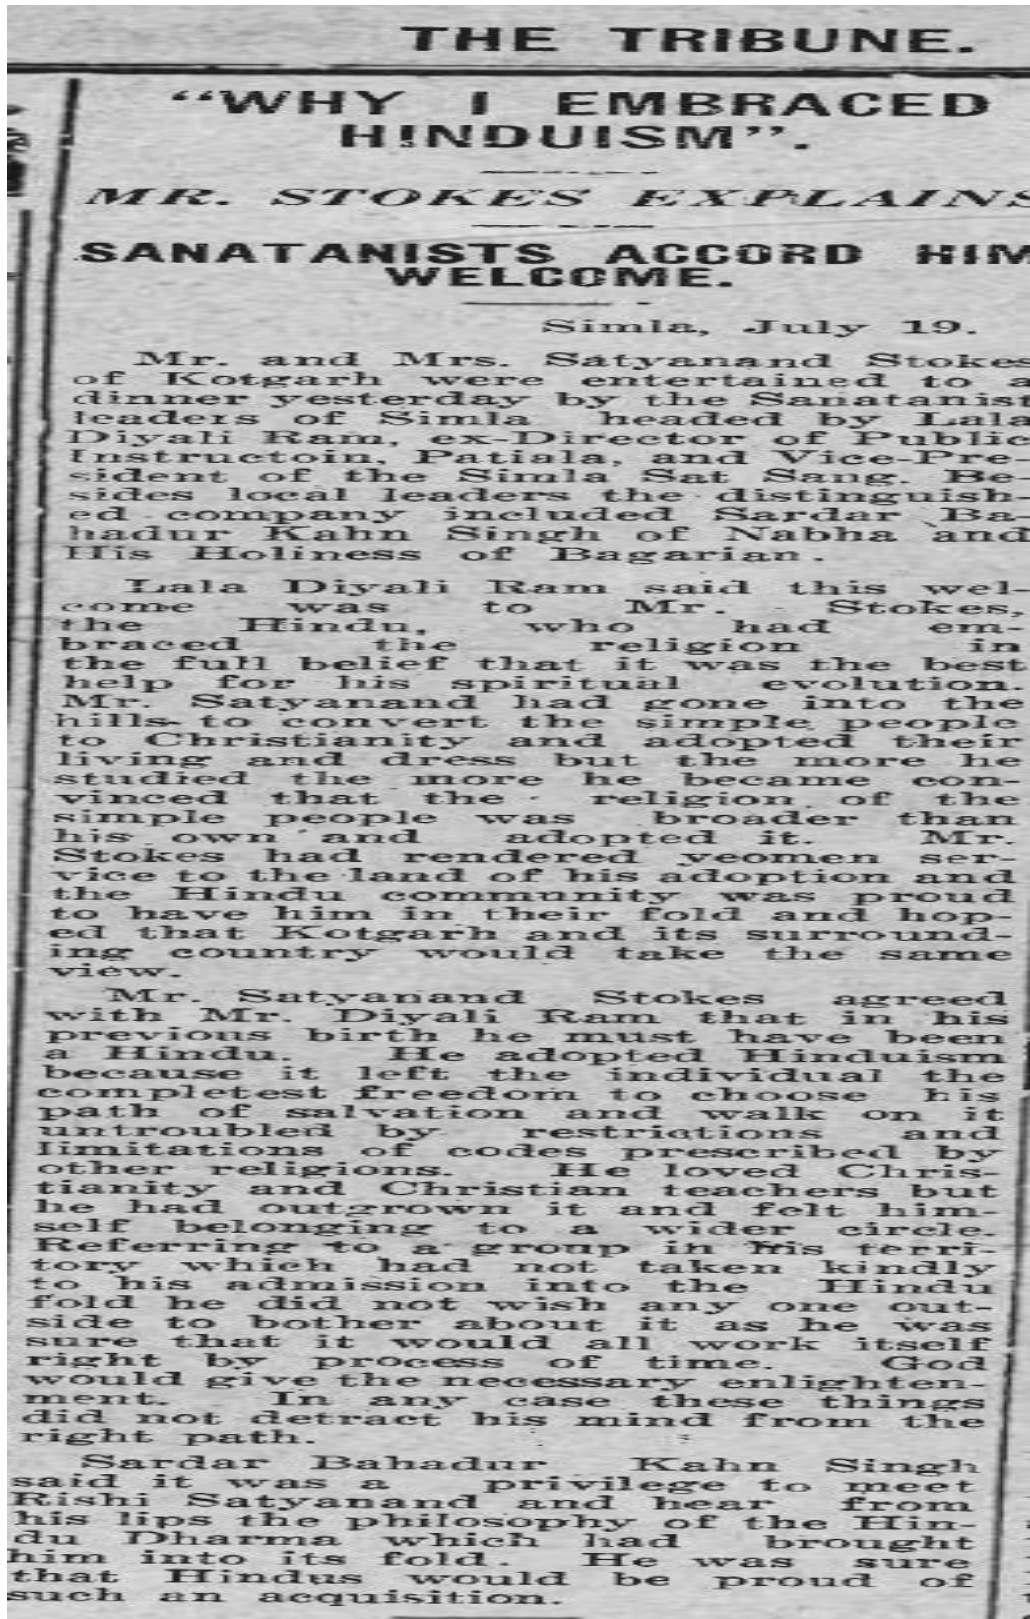 THE TRIBUNE.
"WHY I EMBRACED
HINDUISM".
MR. STOKES EXPLAINS
SANATANISTS ACCORD HIM
WELCOME.
Simla, July 19.
Mr. and Mrs. Satyanand Stokes
of Kotgarh were entertained to a
dinner yesterday by the Sanatanist
leaders of Simla headed by Lala
Diyali Ram, ex-Director of Public
Instructoin, Patiala, and Vice-Pre-
sident of the Simla Sat Sang. Be-
sides local leaders the distinguish-
ed company included Sardar Ba-
hadur Kahn Singh of Nabha and
His Holiness of Bagarian.
Lala Diyali Ram said this wel-
come was to Mr. Stokes,
the Hindu, who had em-
braced the religion in
the full belief that it was the best
help for his spiritual evolution.
Mr. Satyanand had gone into the
hills to convert the simple people
to Christianity and adopted their
living and dress but the more he
studied the more he became con-
vinced that the religion of the
simple people was broader than
his own and adopted it. Mr.
Stokes had rendered yeomen ser-
vice to the land of his adoption and
the Hindu community was proud
to have him in their fold and hop-
ed that Kotgarh and its surround-
ing country would take the same
view.
Mr. Satyanand Stokes agreed
with Mr. Diyali Ram that in his
previous birth he must have been
a Hindu. He adopted Hinduism
because it left the individual the
completest freedom to choose his
path of salvation and walk on it
untroubled by restrictions and
limitations of codes prescribed by
other religions. He loved Chris-
tianity and Christian teachers but
he had outgrown it and felt him-
self belonging to a wider circle.
Referring to a group in his terri-
tory which had not taken kindly
to his admission into the Hindu
fold he did not wish any one out-
side to bother about it as he was
sure that it would all work itself
right by process of time. God
would give the necessary enlighten-
ment. In any case these things
did not detract his mind from the
right path.
Sardar Bahadur Kahn Singh
said it was a privilege to meet
Rishi Satyanand and hear from
his lips the philosophy of the Hin-
du Dharma which had brought
him into its fold. He was sure
that Hindus would be proud of
such an acquisition.